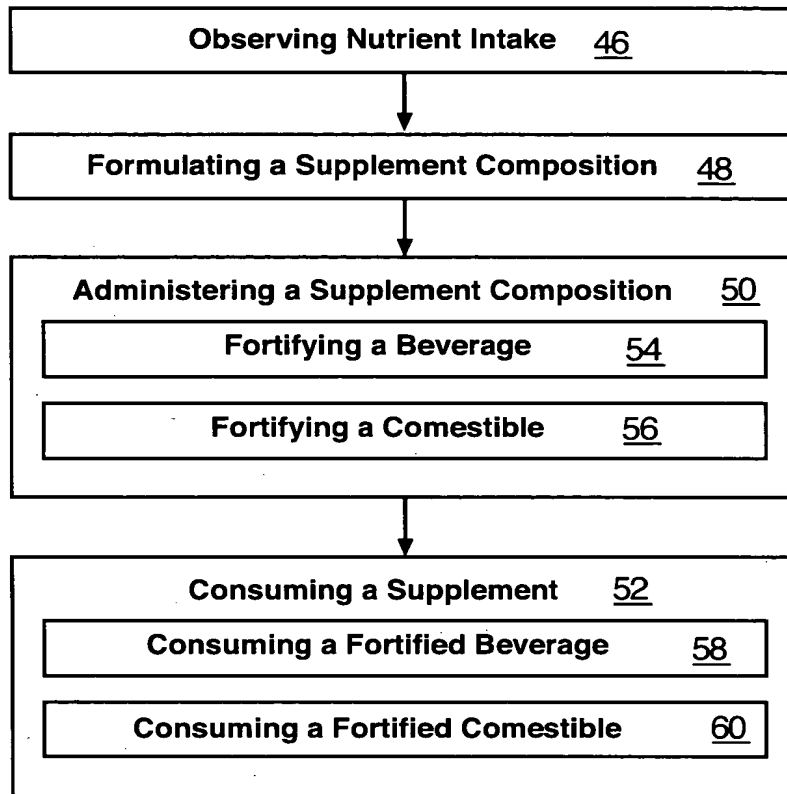 Observing Nutrient Intake 46
Formulating a Supplement Composition 48
Administering a Supplement Composition 50
Fortifying a Beverage 54
Fortifying a Comestible 56
Consuming a Supplement 52
Consuming a Fortified Beverage 58
Consuming a Fortified Comestible 60